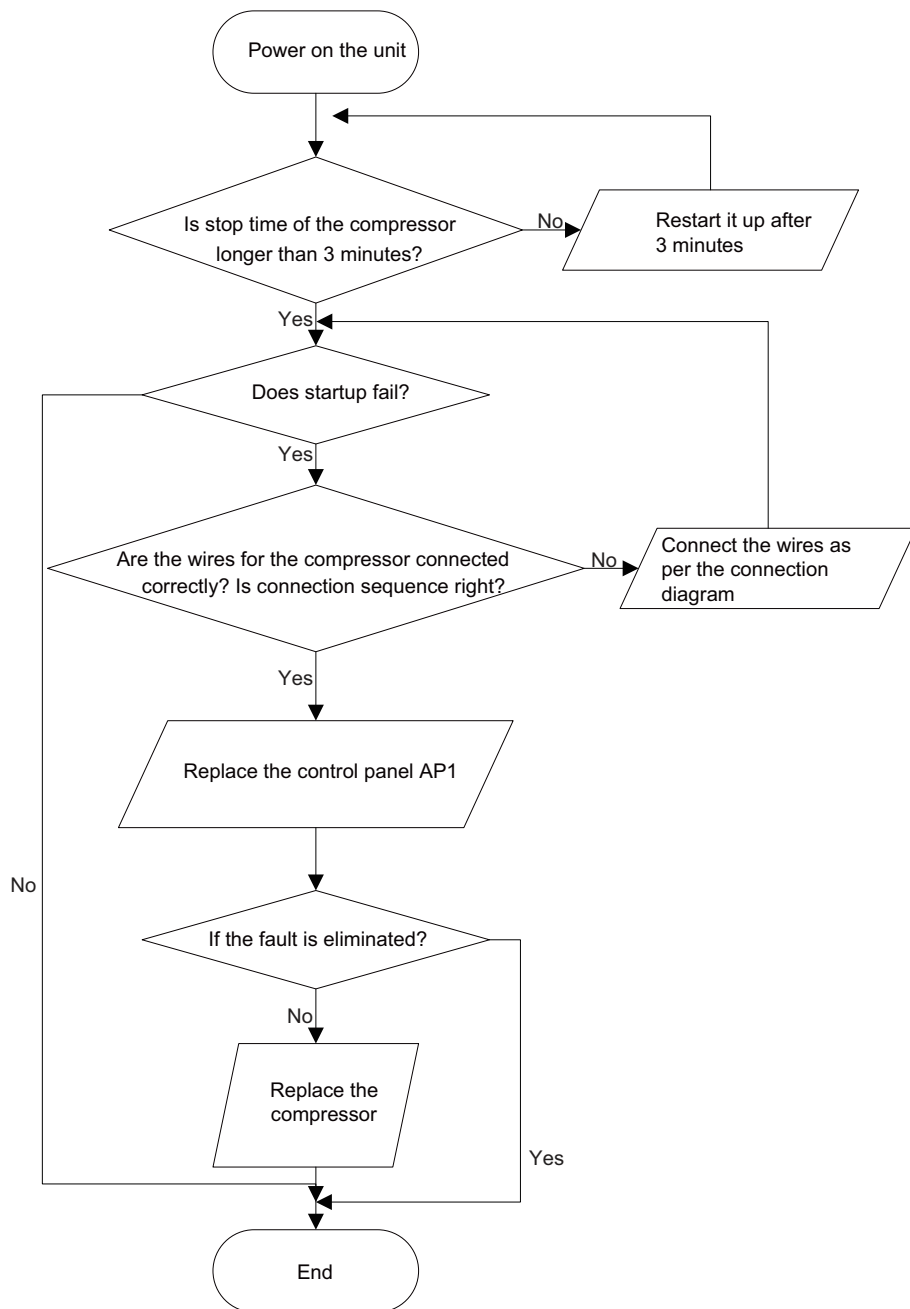 Power on the unit
Is stop time of the compressor
longer than 3 minutes?
No
Restart it up after
3 minutes
Yes
Does startup fail?
Yes
Are the wires for the compressor connected
correctly? Is connection sequence right?
No
Connect the wires as
per the connection
diagram
Yes
Replace the control panel AP1
No
If the fault is eliminated?
No
Replace the
compressor
Yes
End